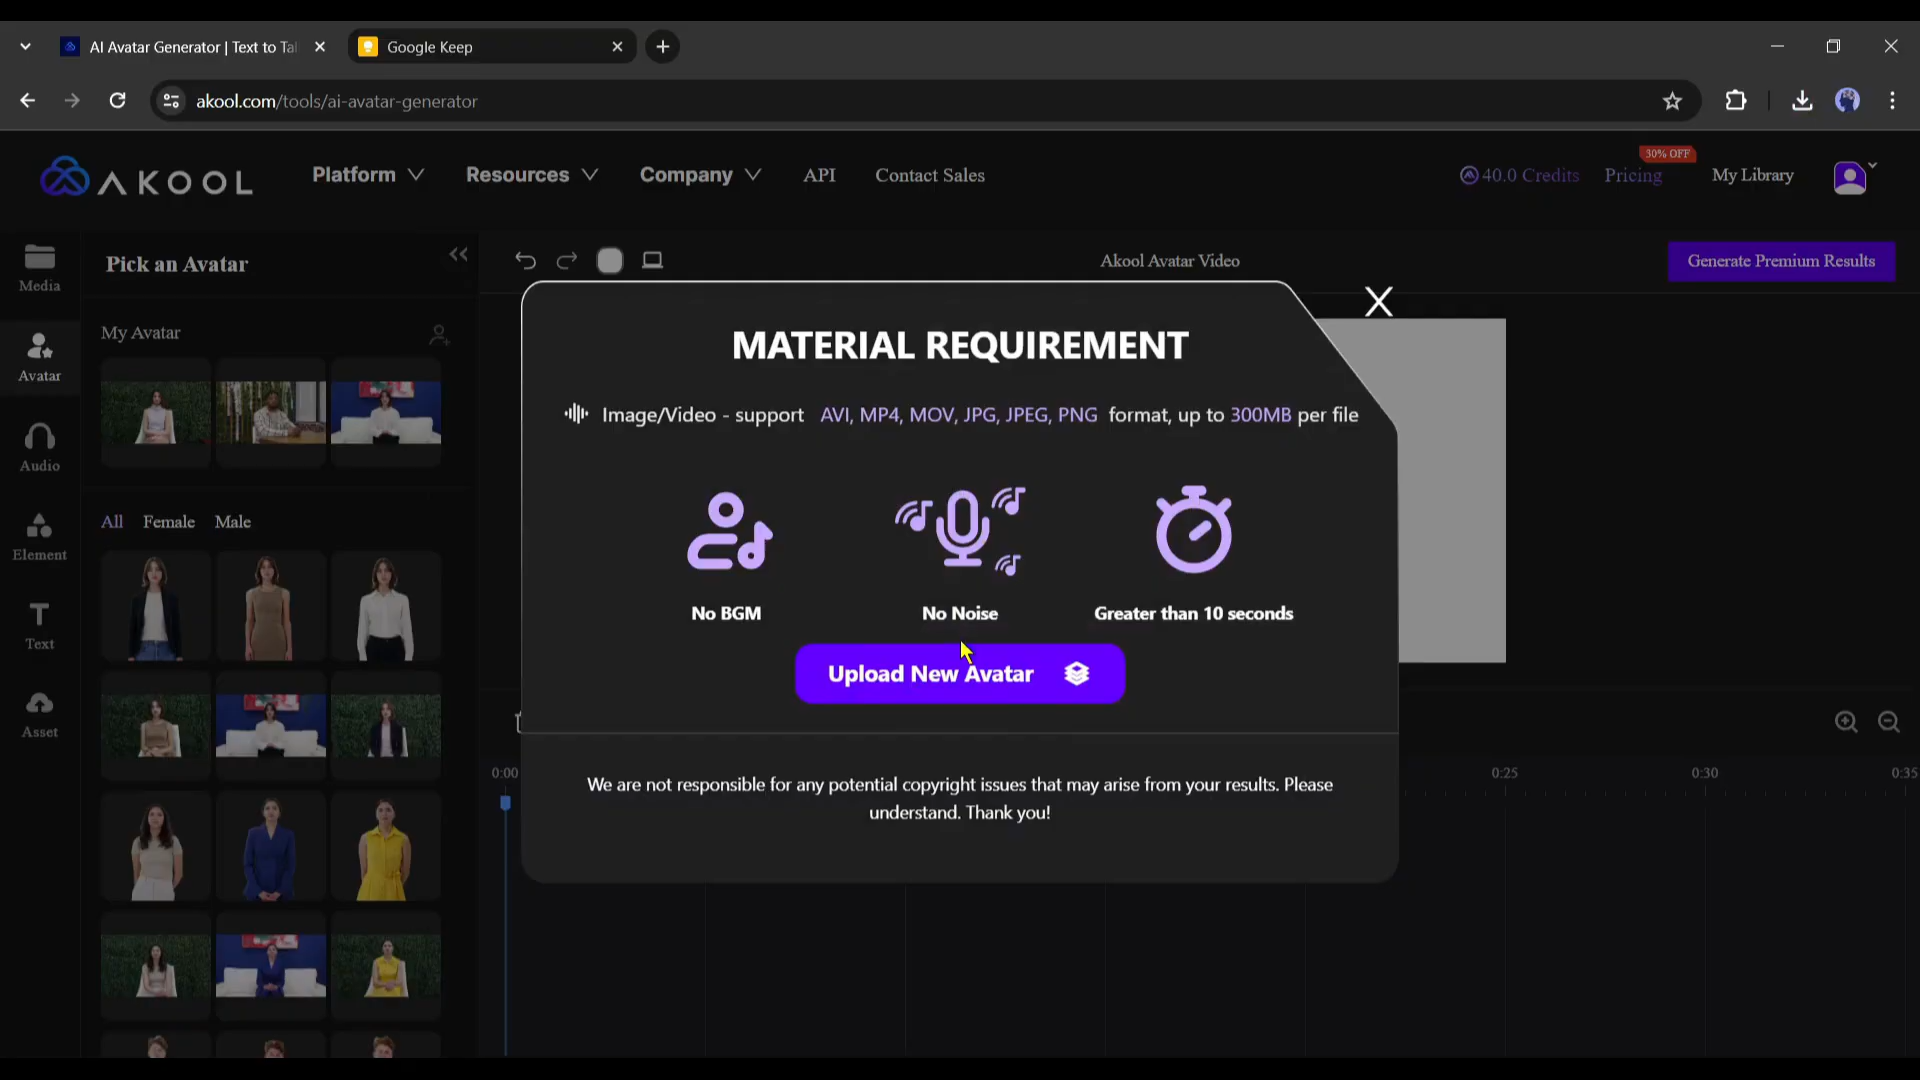 AI Avatar Generator | Text to Tal
Google Keep
akool.com/tools/ai-avatar-generator
AKOOL
Platform
Resources
Company
API
Contact Sales
40.0 Credits
Pricing
30% OFF
My Library
Media
Avatar
Audio
Element
Text
Asset
Pick an Avatar
My Avatar
All Female Male
Akool Avatar Video
Generate Premium Results
X
MATERIAL REQUIREMENT
Image/Video - support AVI, MP4, MOV, JPG, JPEG, PNG format, up to 300MB per file
No BGM
No Noise
Greater than 10 seconds
Upload New Avatar
We are not responsible for any potential copyright issues that may arise from your results. Please
understand. Thank you!
0:00
0:25
0:30
0:35